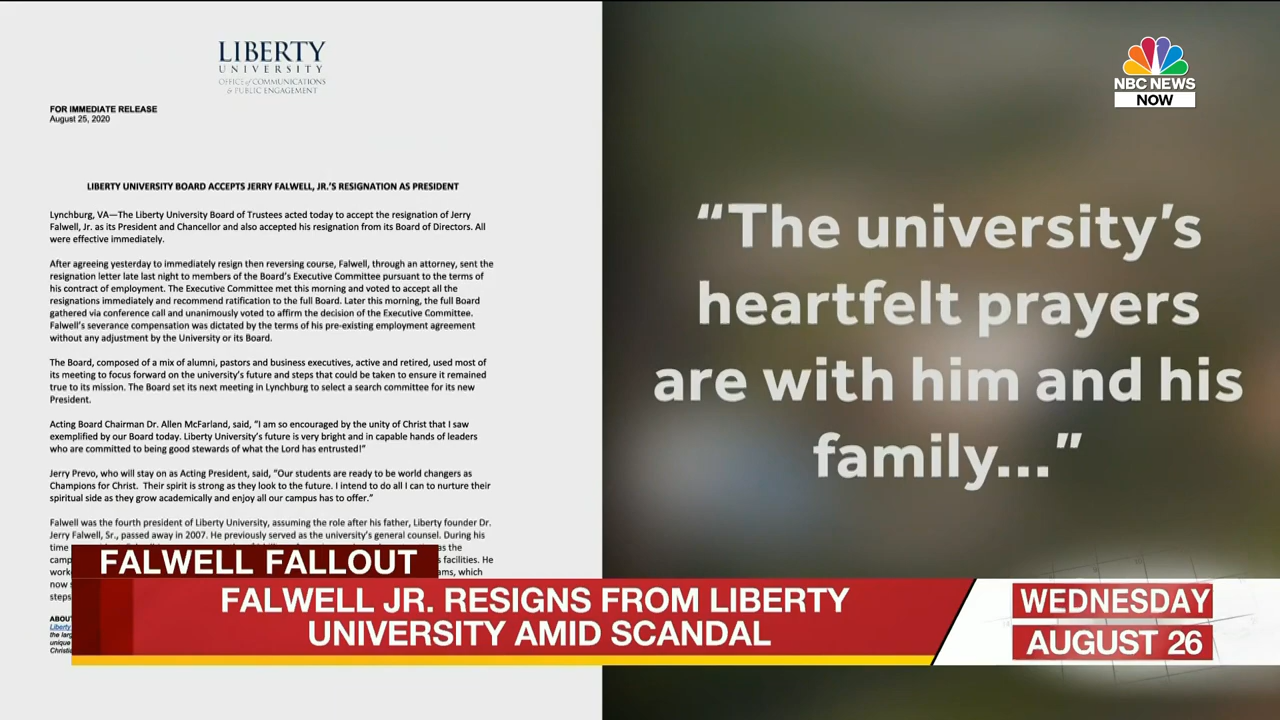 LIBERTY
UNIVERSITY
OFFICE of COMMUNICATIONS
& PUBLIC ENGAGEMENT
FOR IMMEDIATE RELEASE
August 25, 2020
LIBERTY UNIVERSITY BOARD ACCEPTS JERRY FALWELL, JR.'S RESIGNATION AS PRESIDENT
Lynchburg, VA—The Liberty University Board of Trustees acted today to accept the resignation of Jerry
Falwell, Jr. as its President and Chancellor and also accepted his resignation from its Board of Directors. All
were effective immediately.
After agreeing yesterday to immediately resign then reversing course, Falwell, through an attorney, sent the
resignation letter late last night to members of the Board's Executive Committee pursuant to the terms of
his contract of employment. The Executive Committee met this morning and voted to accept all the
resignations immediately and recommend ratification to the full Board. Later this morning, the full Board
gathered via conference call and unanimously voted to affirm the decision of the Executive Committee.
Falwell's severance compensation was dictated by the terms of his pre-existing employment agreement
without any adjustment by the University or its Board.
The Board, composed of a mix of alumni, pastors and business executives, active and retired, used most of
its meeting to focus forward on the university's future and steps that could be taken to ensure it remained
true to its mission. The Board set its next meeting in Lynchburg to select a search committee for its new
President.
Acting Board Chairman Dr. Allen McFarland, said, "I am so encouraged by the unity of Christ that I saw
exemplified by our Board today. Liberty University's future is very bright and in capable hands of leaders
who are committed to being good stewards of what the Lord has entrusted!"
Jerry Prevo, who will stay on as Acting President, said, "Our students are ready to be world changers as
Champions for Christ. Their spirit is strong as they look to the future. I intend to do all I can to nurture their
spiritual side as they grow academically and enjoy all our campus has to offer."
Falwell was the fourth president of Liberty University, assuming the role after his father, Liberty founder Dr.
Jerry Falwell, Sr., passed away in 2007. He previously served as the university's general counsel. During his
time
as the
facilities. He
which
now
steps
Liberty
the
unique
NBC NEWS
NOW
"The university's
heartfelt prayers
are with him and his
family..."
FALWELL FALLOUT
FALWELL JR. RESIGNS FROM LIBERTY
UNIVERSITY AMID SCANDAL
WEDNESDAY
AUGUST 26